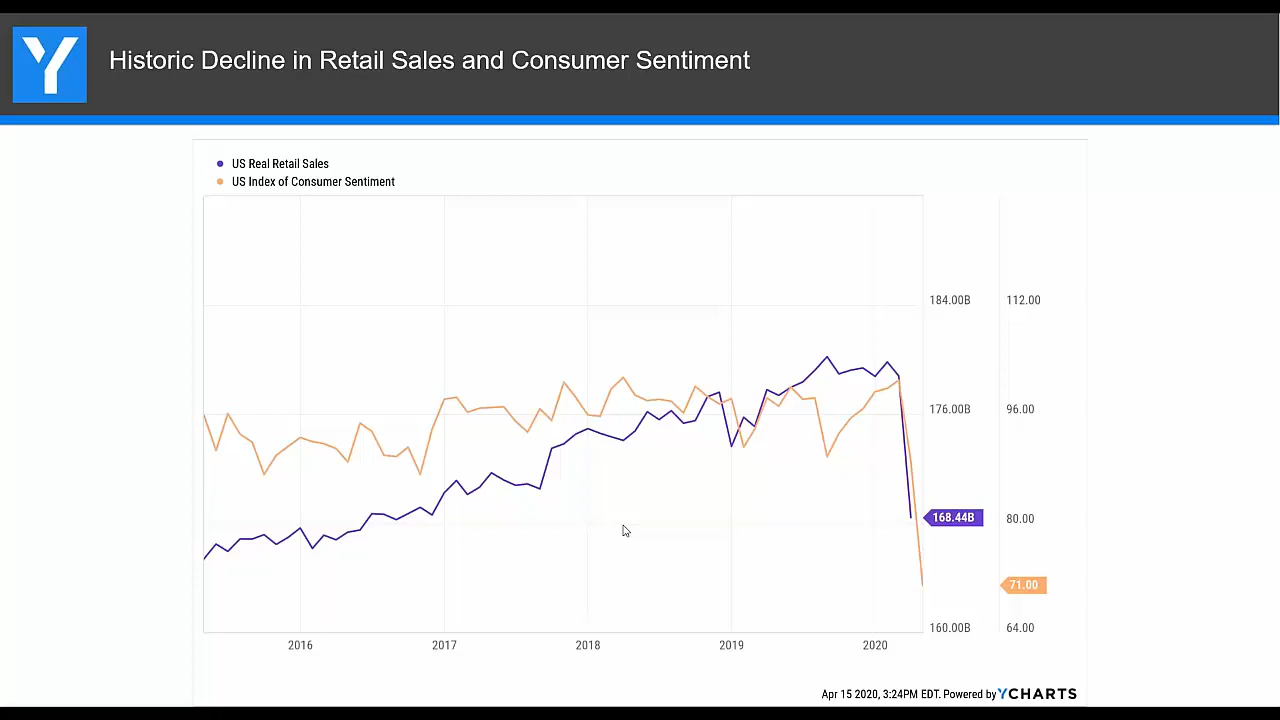 Y
Historic Decline in Retail Sales and Consumer Sentiment
US Real Retail Sales
US Index of Consumer Sentiment
184.00B 112.00
176.00B 96.00
168.44B 80.00
71.00
160.00B 64.00
2016 2017 2018 2019 2020
Apr 15 2020, 3:24PM EDT. Powered by YCHARTS